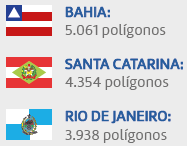 BAHIA:
5.061 polígonos
SANTA CATARINA:
4.354 polígonos
RIO DE JANEIRO:
3.938 polígonos